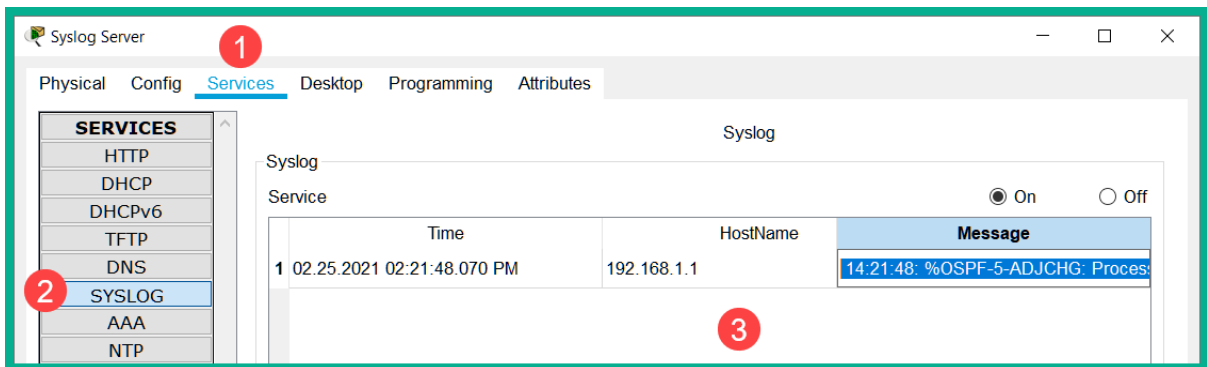 Syslog Server
1
Physical Config Services Desktop Programming Attributes
SERVICES
HTTP
DHCP
DHCPv6
TFTP
DNS
2
SYSLOG
AAA
NTP
Syslog
Syslog
Service On Off
Time HostName Message
1 02.25.2021 02:21:48.070 PM 192.168.1.1 14:21:48: %OSPF-5-ADJCHG: Proces
3